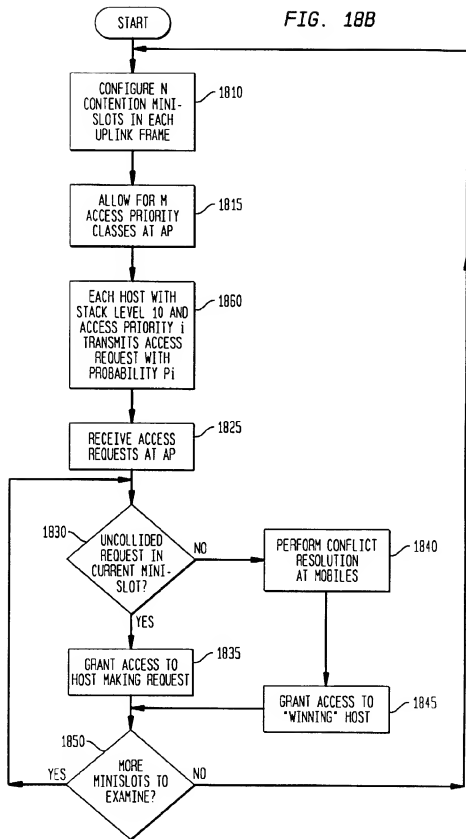 FIG. 18B
START
CONFIGURE N
CONTENTION MINI-
SLOTS IN EACH
UPLINK FRAME
1810
ALLOW FOR M
ACCESS PRIORITY
CLASSES AT AP
1815
EACH HOST WITH
STACK LEVEL 10 AND
ACCESS PRIORITY i
TRANSMITS ACCESS
REQUEST WITH
PROBABILITY Pi
1860
RECEIVE ACCESS
REQUESTS AT AP
1825
1830
UNCOLLIDED
REQUEST IN
CURRENT MINI-
SLOT?
NO
YES
PERFORM CONFLICT
RESOLUTION
AT MOBILES
1840
GRANT ACCESS TO
HOST MAKING REQUEST
1835
GRANT ACCESS TO
"WINNING" HOST
1845
1850
YES
MORE
MINISLOTS TO
EXAMINE?
NO